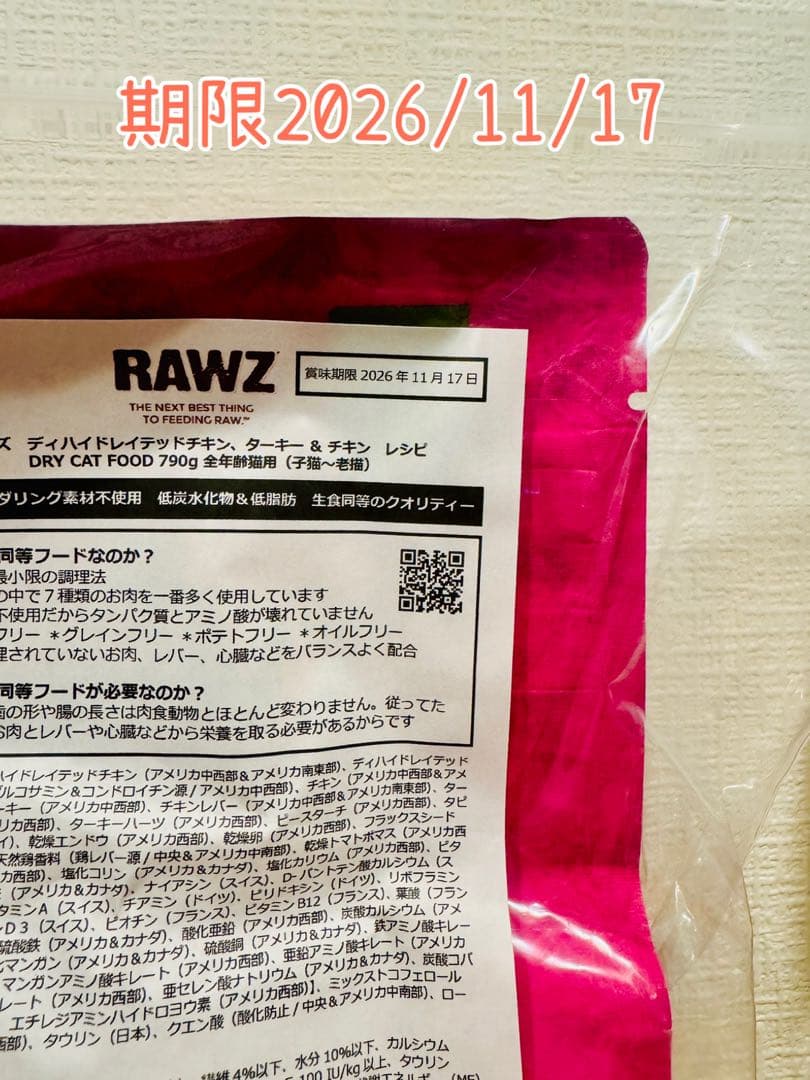 期限2026/11/17
RAWZ
賞味期限 2026 年 11 月 17 日
THE NEXT BEST THING
TO FEEDING RAW.™
ズ ディハイドレイテッドチキン、ターキー & チキン レシピ
DRY CAT FOOD 790g 全年齢猫用（子猫～老描）
ダリング素材不使用 低炭水化物＆低脂肪 生食同等のクオリティー
同等フードなのか？
最小限の調理法
の中で７種類のお肉を一番多く使用しています
不使用だからタンパク質とアミノ酸が壊れていません
フリー ＊グレインフリー ＊ポテトフリー ＊オイルフリー
理されていないお肉、レバー、心臓などをバランスよく配合
同等フードが必要なのか？
歯の形や腸の長さは肉食動物とほとんど変わりません。従ってた
お肉とレバーや心臓などから栄養を取る必要があるからです
ハイドレイテッドチキン（アメリカ中西部＆アメリカ南東部）、ディハイドレイテッド
ルコサミン＆コンドロイチン源 / アメリカ中西部）、チキン（アメリカ中西部＆アメ
ーキー（アメリカ中西部）、チキンレバー（アメリカ中西部＆アメリカ南東部）、ター
リカ西部）、ターキーハーツ（アメリカ西部）、ピースターチ（アメリカ西部）、タピ
イ）、乾燥エンドウ（アメリカ西部）、乾燥卵（アメリカ西部）、フラックスシード
天然鶏香料（鶏レバー源 / 中央＆アメリカ中南部）、乾燥トマトポマス（アメリカ西
カ西部）、塩化コリン（アメリカ＆カナダ）、塩化カリウム（アメリカ西部）、ビタ
（アメリカ＆カナダ）、ナイアシン（スイス）、D- パントテン酸カルシウム（ス
タミンA（スイス）、チアミン（ドイツ）、ピリドキシン（ドイツ）、リボフラミン
ンD３（スイス）、ビオチン（フランス）、ビタミン B12（フランス）、葉酸（フラン
硫酸鉄（アメリカ＆カナダ）、酸化亜鉛（アメリカ西部）、炭酸カルシウム（アメ
化マンガン（アメリカ＆カナダ）、硫酸銅（アメリカ＆カナダ）、鉄アミノ酸キレー
マンガンアミノ酸キレート（アメリカ西部）、亜鉛アミノ酸キレート（アメリカ
レート（アメリカ西部）、亜セレン酸ナトリウム（アメリカ＆カナダ）、炭酸コバ
エチレジアミンハイドロヨウ素（アメリカ西部）】、ミックストコフェロール
西部）、タウリン（日本）、クエン酸（酸化防止 / 中央＆アメリカ中南部）、ロー
繊維 4％以下、水分 10％以下、カルシウム
100 IU/kg 以上、タウリン